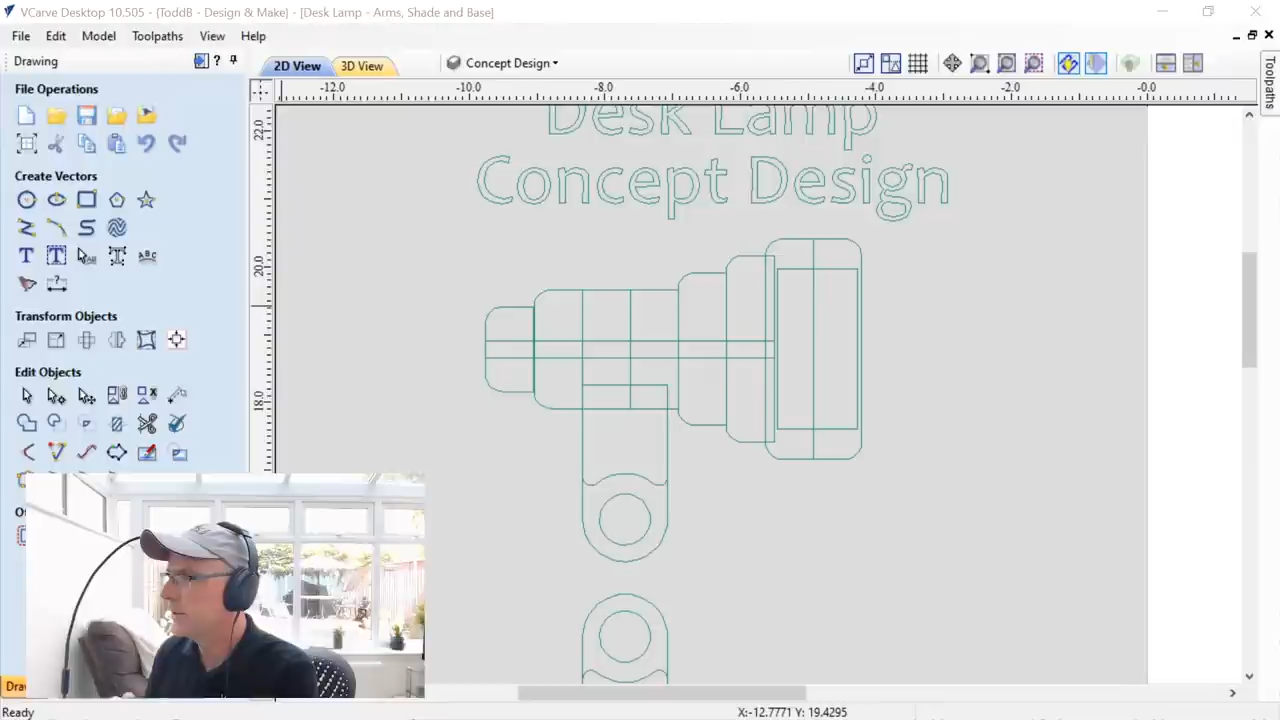 VCarve Desktop 10.505 - {ToddB - Design & Make} - [Desk Lamp - Arms, Shade and Base]
File Edit Model Toolpaths View Help
Drawing
2D View
3D View
Concept Design
Toolpaths
File Operations
Create Vectors
Transform Objects
Edit Objects
-12.0 -10.0 -8.0 -6.0 -4.0 -2.0 -0.0
22.0
20.0
18.0
Desk Lamp
Concept Design
Ready
X:-12.7771 Y: 19.4295